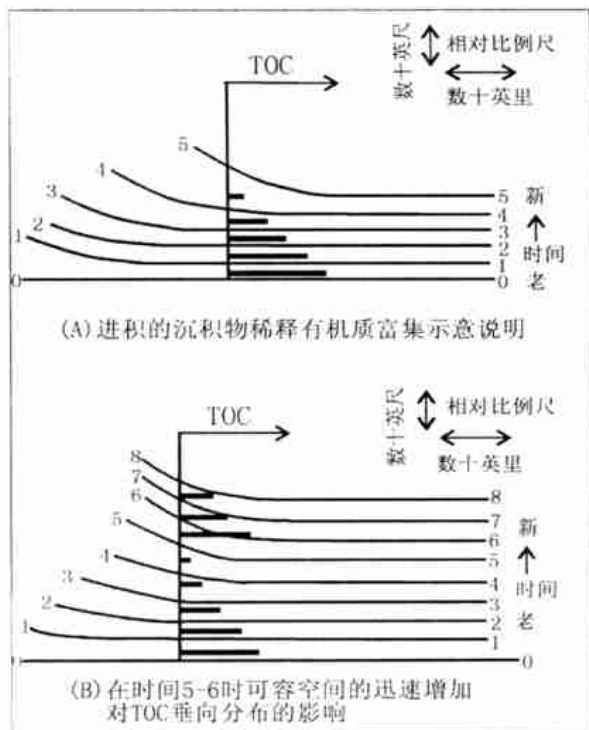 数十英尺
相对比例尺
数十英里
TOC
5
4
3
2
1
0
5 新
4
3
2 时间
1
0 老
(A)进积的沉积物稀释有机质富集示意说明
数十英尺
相对比例尺
数十英里
TOC
8
7
6
5
4
3
2
1
0
8
7 新
6
5
4 时间
3
2 老
1
0
(B)在时间5-6时可容空间的迅速增加
对TOC垂向分布的影响